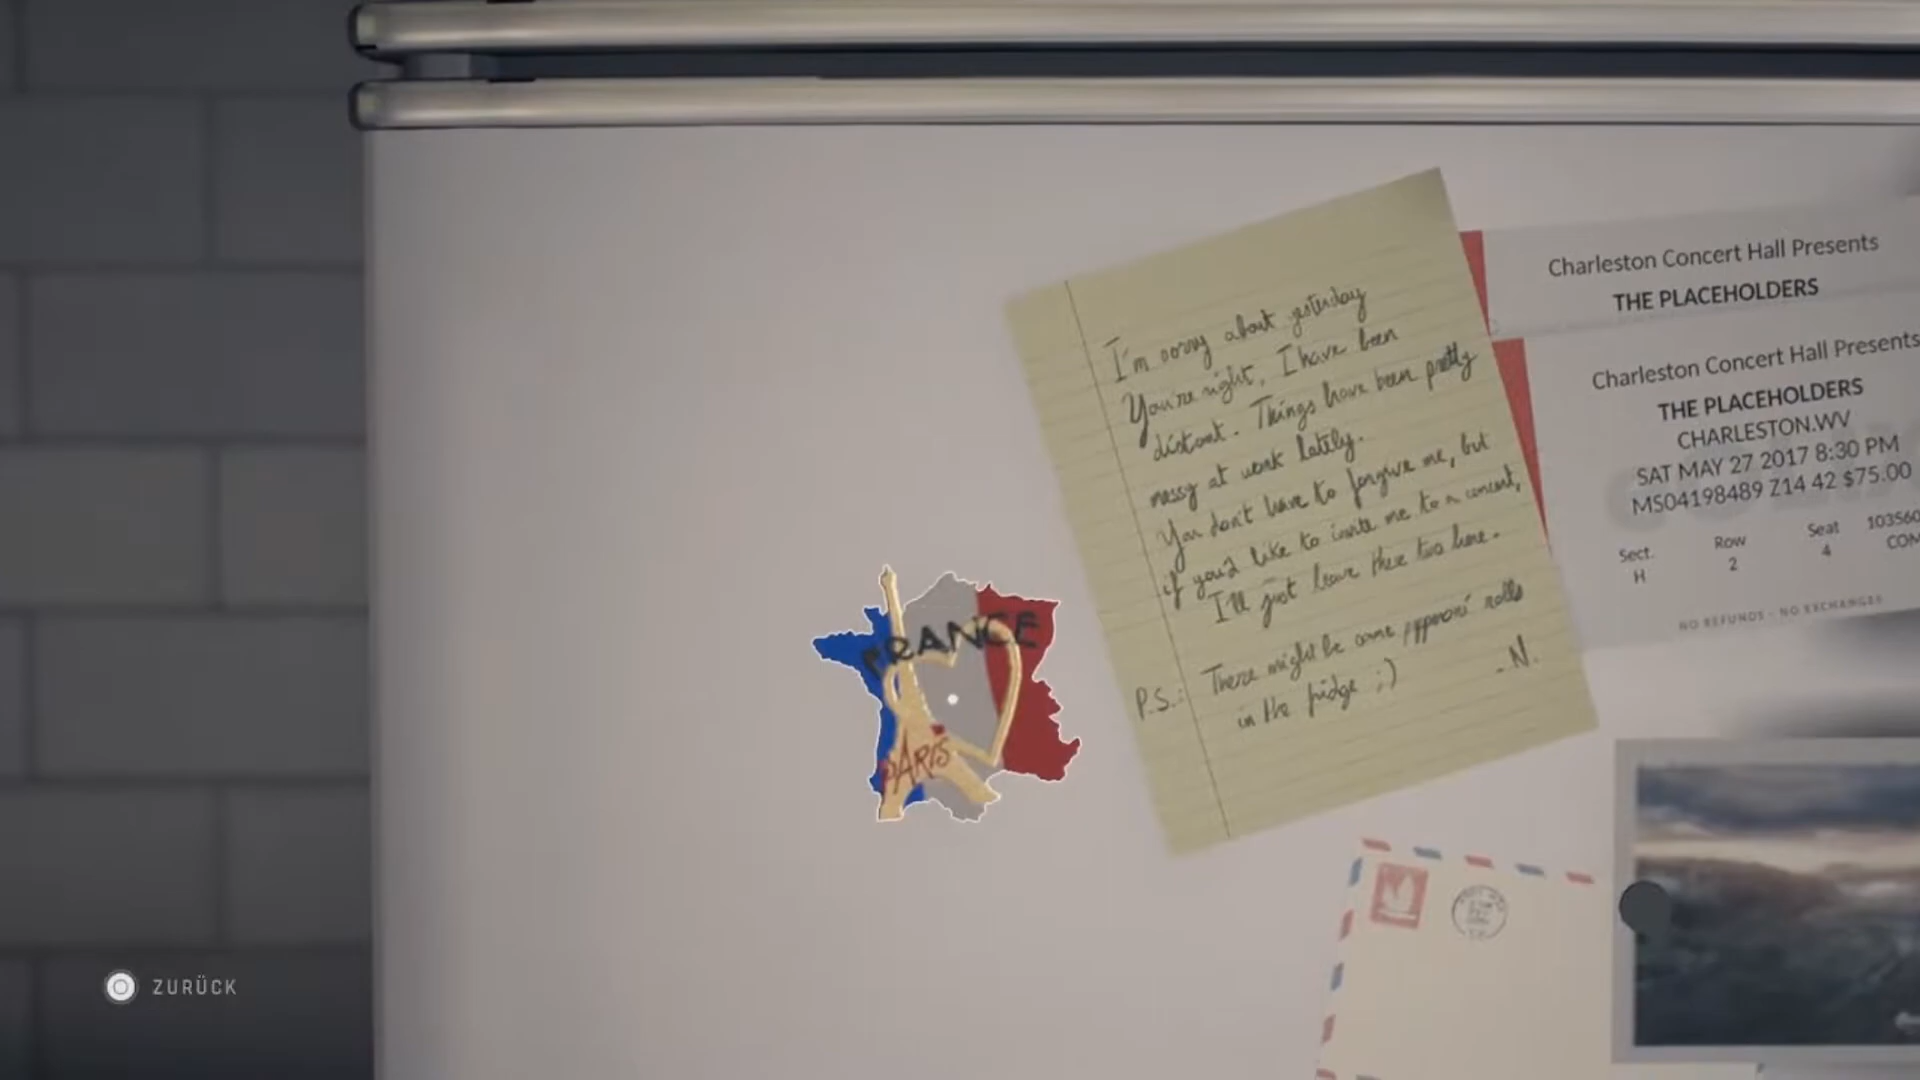 I'm sorry about yesterday
You're right, I have been
distant. Things have been pretty
messy at work lately.
You don't have to forgive me, but
if you'd like to invite me to a concert,
I'll just leave these two here.
P.S.: There might be some pepperoni rolls
in the fridge ;)
-N.
Charleston Concert Hall Presents
THE PLACEHOLDERS
Charleston Concert Hall Presents
THE PLACEHOLDERS
CHARLESTON.WV
SAT MAY 27 2017 8:30 PM
MS04198489 Z14 42 $75.00
Sect. Row Seat 103560
H 2 4 COM
NO REFUNDS - NO EXCHANGES
FRANCE
PARIS
ZURÜCK